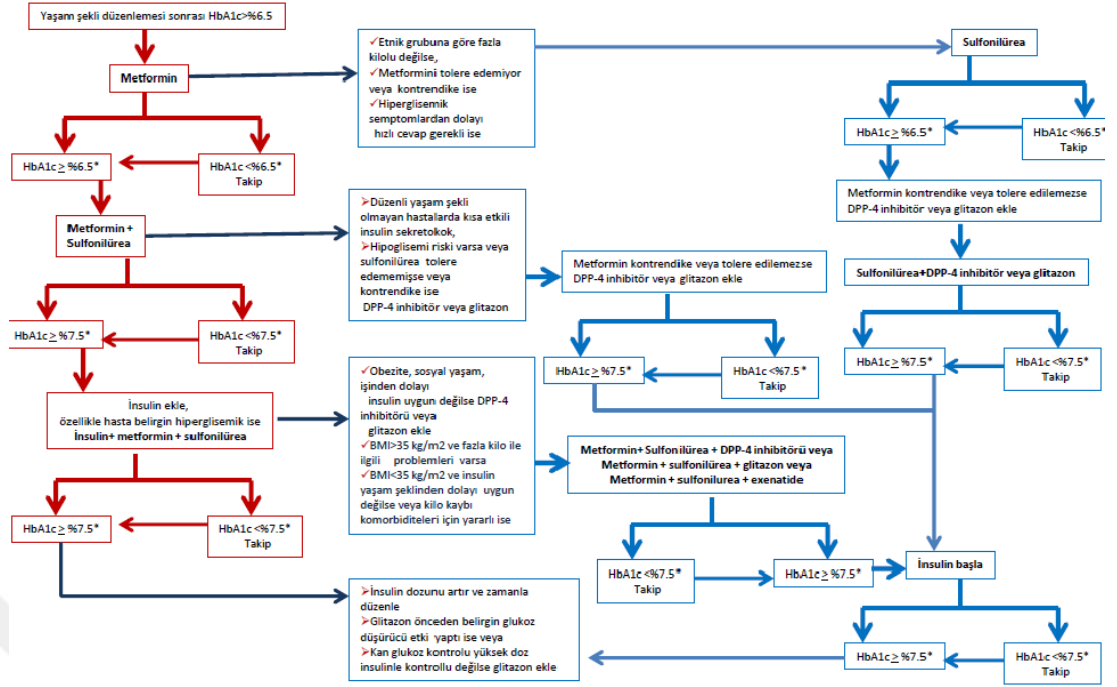 Yaşam şekli düzenlemesi sonrası HbA1c>%6.5
Metformin
HbA1c ≥ %6.5*
HbA1c <%6.5*
Takip
Metformin +
Sulfonilürea
HbA1c ≥ %7.5*
HbA1c <%7.5*
Takip
İnsulin ekle,
özellikle hasta belirgin hiperglisemik ise
İnsulin+ metformin + sulfonilürea
HbA1c ≥ %7.5*
HbA1c <%7.5*
Takip
✓Etnik grubuna göre fazla
kilolu değilse,
✓Metformini tolere edemiyor
veya kontrendike ise
✓Hiperglisemik
semptomlardan dolayı
hızlı cevap gerekli ise
➢Düzenli yaşam şekli
olmayan hastalarda kısa etkili
insulin sekretokok,
➢Hipoglisemi riski varsa veya
sulfonilürea tolere
edememişse veya
kontrendike ise
DPP-4 inhibitör veya glitazon
✓Obezite, sosyal yaşam,
işinden dolayı
insulin uygun değilse DPP-4
inhibitörü veya
glitazon ekle
✓BMI>35 kg/m2 ve fazla kilo ile
ilgili problemleri varsa
✓BMI<35 kg/m2 ve insulin
yaşam şeklinden dolayı uygun
değilse veya kilo kaybı
komorbiditeleri için yararlı ise
➢İnsulin dozunu artır ve zamanla
düzenle
➢Glitazon önceden belirgin glukoz
düşürücü etki yaptı ise veya
➢Kan glukoz kontrolu yüksek doz
insulinle kontrollu değilse glitazon ekle
Metformin kontrendike veya tolere edilemezse
DPP-4 inhibitör veya glitazon ekle
HbA1c ≥ %7.5*
HbA1c <%7.5*
Takip
Metformin+ Sulfonilürea + DPP-4 inhibitörü veya
Metformin + sulfonilürea + glitazon veya
Metformin + sulfonilurea + exenatide
HbA1c <%7.5*
Takip
HbA1c ≥ %7.5*
Sulfonilürea
HbA1c ≥ %6.5*
HbA1c <%6.5*
Takip
Metformin kontrendike veya tolere edilemezse
DPP-4 inhibitör veya glitazon ekle
Sulfonilürea+DPP-4 inhibitör veya glitazon
HbA1c ≥ %7.5*
HbA1c <%7.5*
Takip
İnsulin başla
HbA1c ≥ %7.5*
HbA1c <%7.5*
Takip